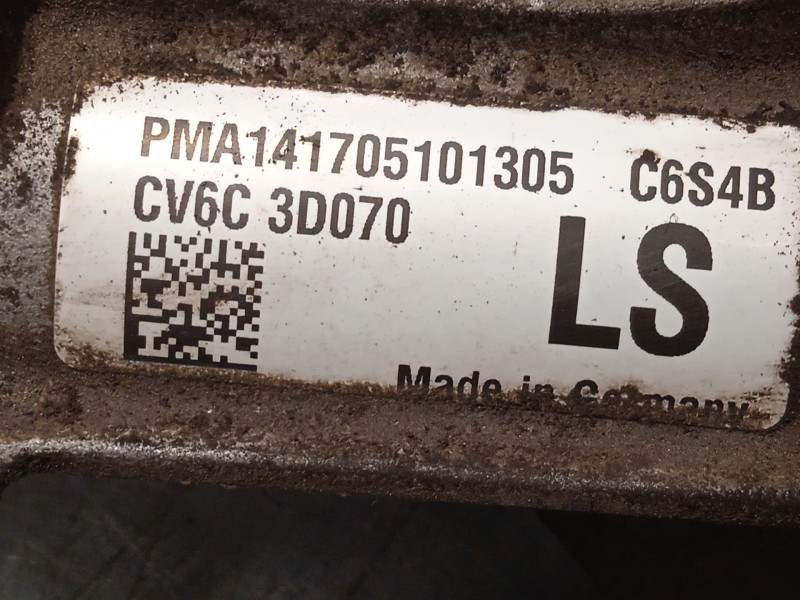 PMA141705101305 C6S4B
CV6C 3D070
LS
Made in Germany